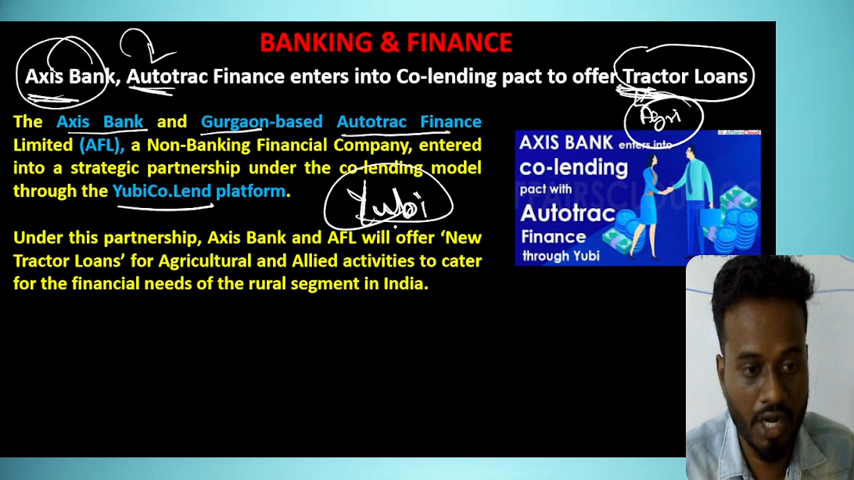 BANKING & FINANCE
Axis Bank, Autotrac Finance enters into Co-lending pact to offer Tractor Loans
Agri
The Axis Bank and Gurgaon-based Autotrac Finance
Limited (AFL), a Non-Banking Financial Company, entered
into a strategic partnership under the co-lending model
through the YubiCo.Lend platform.
Yubi
Under this partnership, Axis Bank and AFL will offer ‘New
Tractor Loans’ for Agricultural and Allied activities to cater
for the financial needs of the rural segment in India.
AXIS BANK enters into
co-lending
pact with
Autotrac
Finance
through Yubi